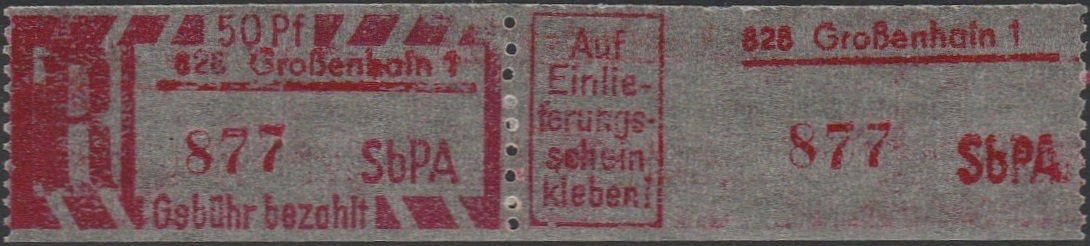 R
50 Pf
828 Großenhain 1
877
SbPA
Gebühr bezahlt
Auf
Einlie-
ferungs-
schein
kleben!
828 Großenhain 1
877
SbPA